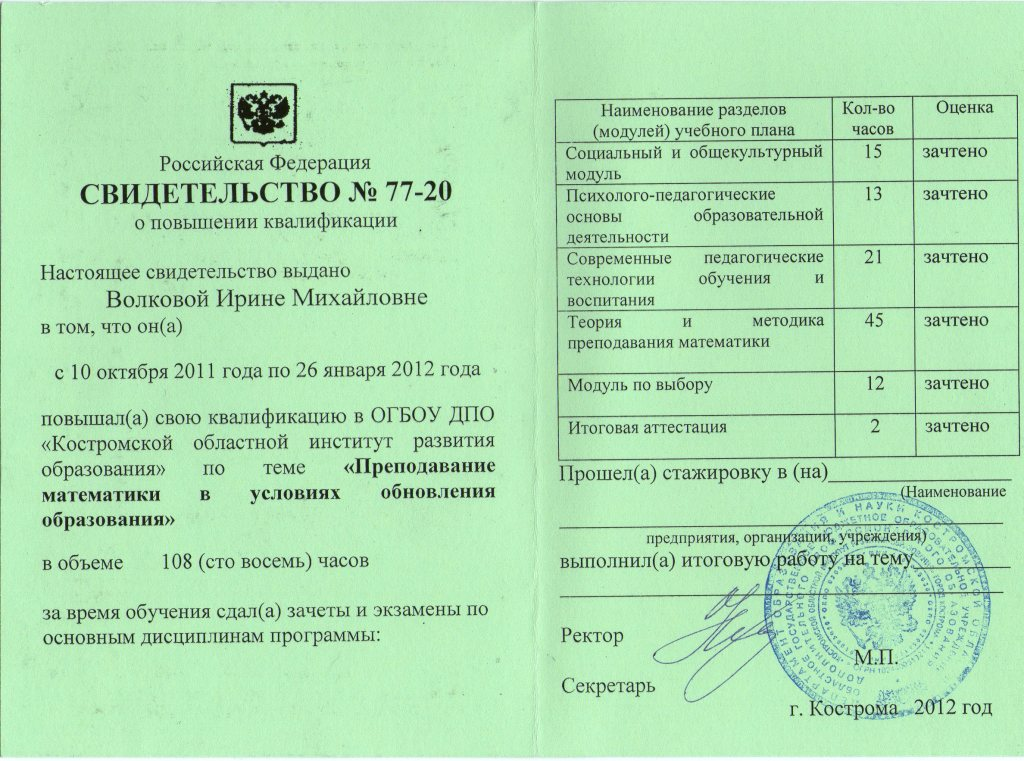 Российская Федерация
СВИДЕТЕЛЬСТВО № 77-20
о повышении квалификации
Настоящее свидетельство выдано
Волковой Ирине Михайловне
в том, что он(а)
с 10 октября 2011 года по 26 января 2012 года
повышал(а) свою квалификацию в ОГБОУ ДПО
«Костромской областной институт развития
образования» по теме «Преподавание
математики в условиях обновления
образования»
в объеме 108 (сто восемь) часов
за время обучения сдал(а) зачеты и экзамены по
основным дисциплинам программы:
Наименование разделов Кол-во Оценка
(модулей) учебного плана часов
Социальный и общекультурный 15 зачтено
модуль
Психолого-педагогические 13 зачтено
основы образовательной
деятельности
Современные педагогические 21 зачтено
технологии обучения и
воспитания
Теория и методика 45 зачтено
преподавания математики
Модуль по выбору 12 зачтено
Итоговая аттестация 2 зачтено
Прошел(а) стажировку в (на)
(Наименование
предприятия, организации, учреждения)
выполнил(а) итоговую работу на тему
Ректор
М.П.
Секретарь
г. Кострома 2012 год